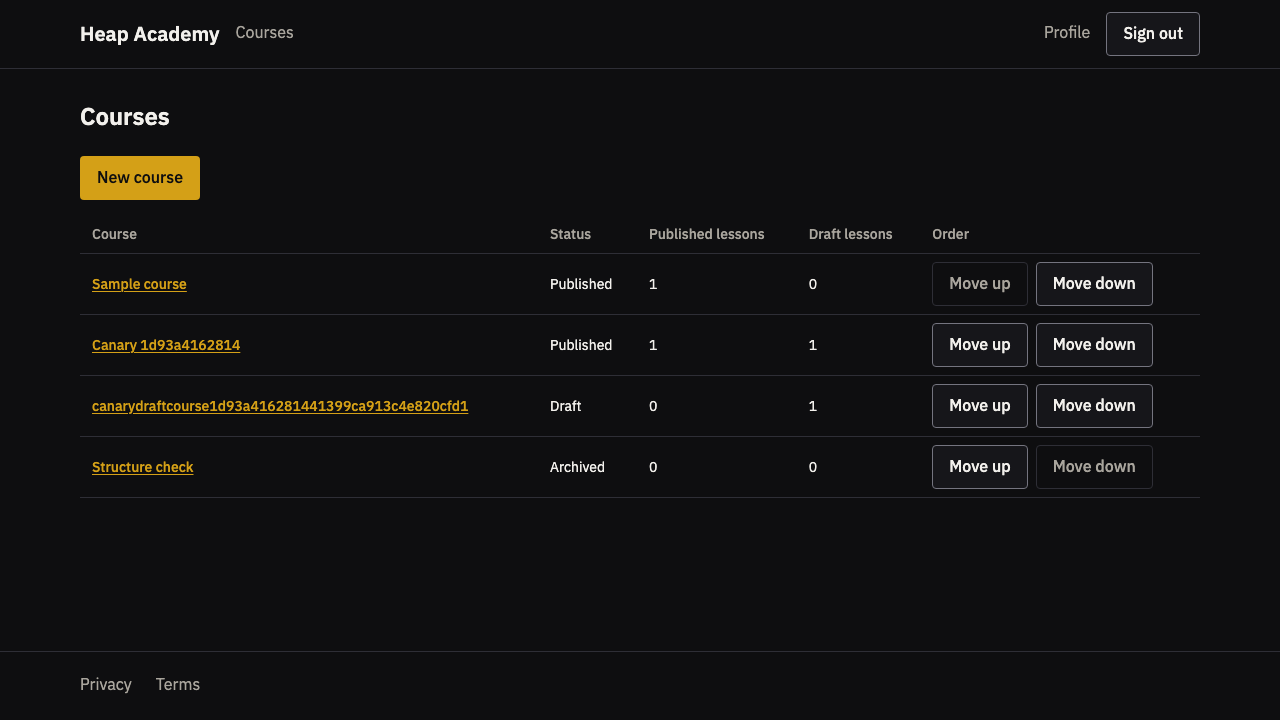 Heap Academy Courses Profile Sign out
Courses
New course
Course Status Published lessons Draft lessons Order
Sample course Published 1 0 Move up Move down
Canary 1d93a4162814 Published 1 1 Move up Move down
canarydraftcourse1d93a416281441399ca913c4e820cfd1 Draft 0 1 Move up Move down
Structure check Archived 0 0 Move up Move down
Privacy Terms